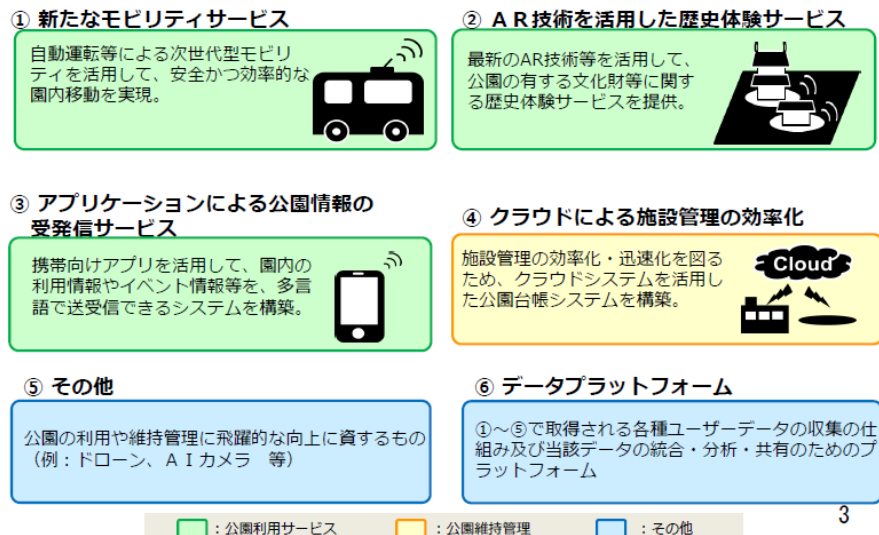 ① 新たなモビリティサービス
自動運転等による次世代型モビリ
ティを活用して、安全かつ効率的な
園内移動を実現。
② ＡＲ技術を活用した歴史体験サービス
最新のAR技術等を活用して、
公園の有する文化財等に関す
る歴史体験サービスを提供。
③ アプリケーションによる公園情報の
受発信サービス
携帯向けアプリを活用して、園内の
利用情報やイベント情報等を、多言
語で送受信できるシステムを構築。
④ クラウドによる施設管理の効率化
施設管理の効率化・迅速化を図る
ため、クラウドシステムを活用し
た公園台帳システムを構築。
Cloud
⑤ その他
公園の利用や維持管理に飛躍的な向上に資するもの
（例：ドローン、ＡＩカメラ　等）
⑥ データプラットフォーム
①～⑤で取得される各種ユーザーデータの収集の仕
組み及び当該データの統合・分析・共有のためのプ
ラットフォーム
：公園利用サービス
：公園維持管理
：その他
3